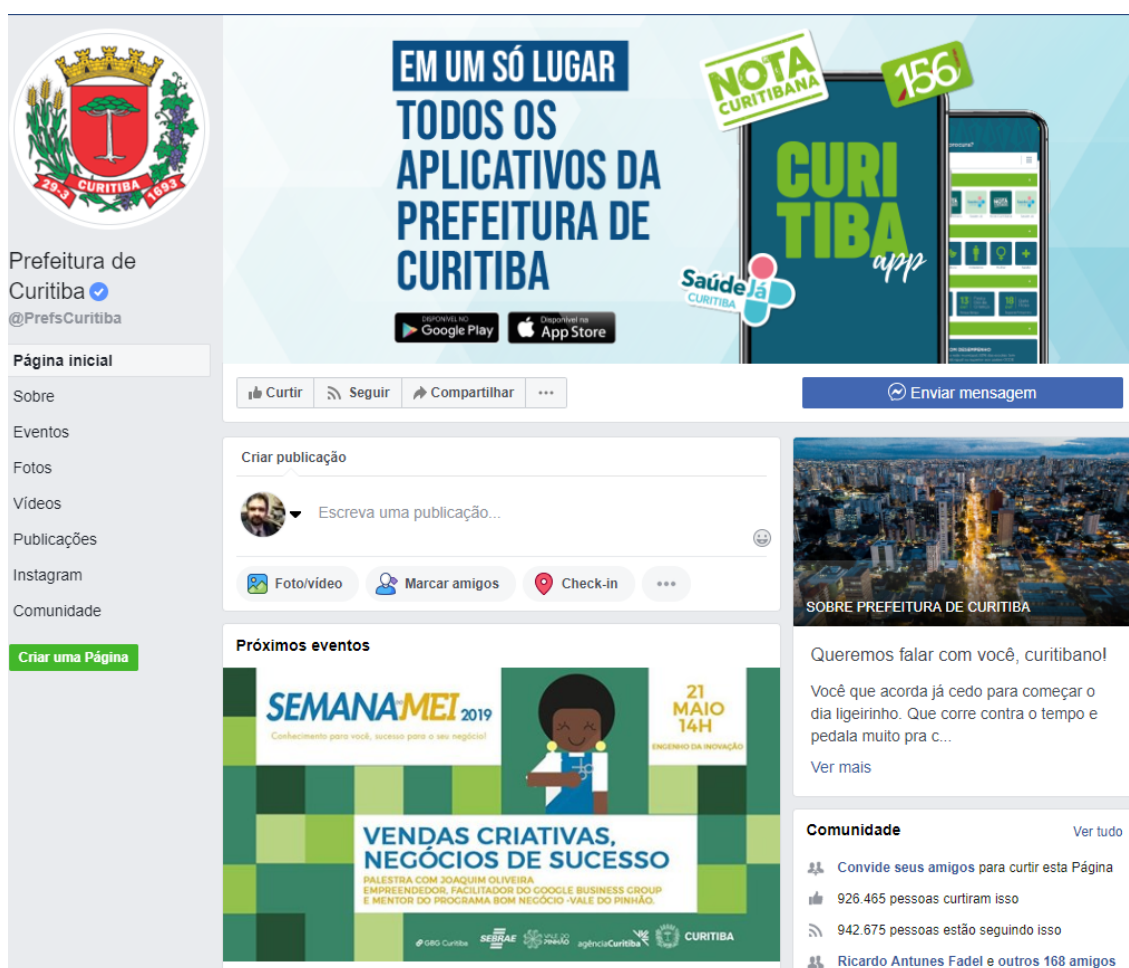 29-3
CURITIBA
1693
Prefeitura de
Curitiba
@PrefsCuritiba
Página inicial
Sobre
Eventos
Fotos
Vídeos
Publicações
Instagram
Comunidade
Criar uma Página
EM UM SÓ LUGAR
TODOS OS
APLICATIVOS DA
PREFEITURA DE
CURITIBA
DISPONÍVEL NO
Google Play
Disponível na
App Store
NOTA
CURITIBANA
156
CURI
TIBA
app
Saúde Já
CURITIBA
Curtir
Seguir
Compartilhar
Enviar mensagem
Criar publicação
Escreva uma publicação...
Foto/vídeo
Marcar amigos
Check-in
Próximos eventos
SEMANA DO MEI 2019
Conhecimento para você, sucesso para o seu negócio!
21
MAIO
14H
ENGENHO DA INOVAÇÃO
VENDAS CRIATIVAS,
NEGÓCIOS DE SUCESSO
PALESTRA COM JOAQUIM OLIVEIRA
EMPREENDEDOR, FACILITADOR DO GOOGLE BUSINESS GROUP
E MENTOR DO PROGRAMA BOM NEGÓCIO -VALE DO PINHÃO.
GBG Curitiba
SEBRAE
VALE DO
PINHÃO
agênciaCuritiba
CURITIBA
SOBRE PREFEITURA DE CURITIBA
Queremos falar com você, curitibano!
Você que acorda já cedo para começar o
dia ligeirinho. Que corre contra o tempo e
pedala muito pra c...
Ver mais
Comunidade
Ver tudo
Convide seus amigos para curtir esta Página
926.465 pessoas curtiram isso
942.675 pessoas estão seguindo isso
Ricardo Antunes Fadel e outros 168 amigos